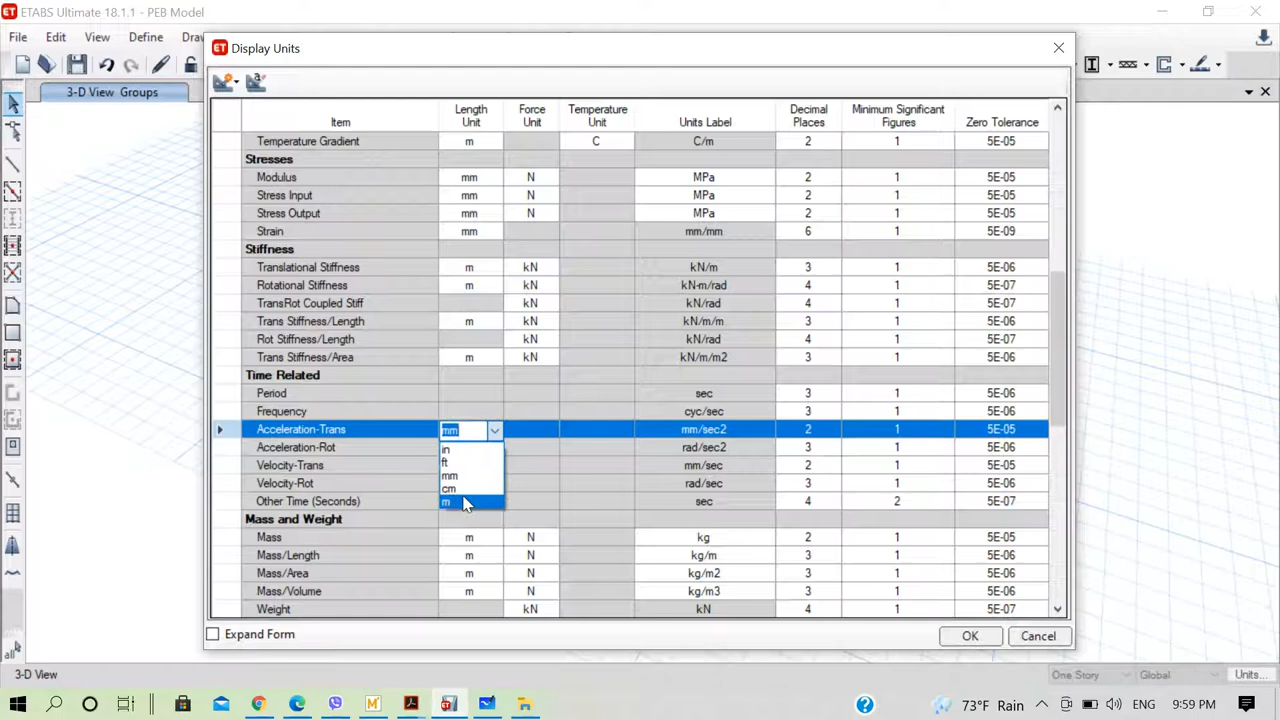 ETABS Ultimate 18.1.1 - PEB Model
File Edit View Define Drav
Display Units
3-D View Groups
Item Length Unit Force Unit Temperature Unit Units Label Decimal Places Minimum Significant Figures Zero Tolerance
Temperature Gradient m C C/m 2 1 5E-05
Stresses
Modulus mm N MPa 2 1 5E-05
Stress Input mm N MPa 2 1 5E-05
Stress Output mm N MPa 2 1 5E-05
Strain mm mm/mm 6 1 5E-09
Stiffness
Translational Stiffness m kN kN/m 3 1 5E-06
Rotational Stiffness m kN kN-m/rad 4 1 5E-07
TransRot Coupled Stiff kN kN/rad 4 1 5E-07
Trans Stiffness/Length m kN kN/m/m 3 1 5E-06
Rot Stiffness/Length kN kN/rad 4 1 5E-07
Trans Stiffness/Area m kN kN/m/m2 3 1 5E-06
Time Related
Period sec 3 1 5E-06
Frequency cyc/sec 3 1 5E-06
Acceleration-Trans mm mm/sec2 2 1 5E-05
Acceleration-Rot in rad/sec2 3 1 5E-06
ft
Velocity-Trans mm/sec 2 1 5E-05
mm
Velocity-Rot cm rad/sec 3 1 5E-06
Other Time (Seconds) m sec 4 2 5E-07
Mass and Weight
Mass m N kg 2 1 5E-05
Mass/Length m N kg/m 3 1 5E-06
Mass/Area m N kg/m2 3 1 5E-06
Mass/Volume m N kg/m3 3 1 5E-06
Weight kN kN 4 1 5E-07
Expand Form OK Cancel
all
3-D View One Story Global Units...
73°F Rain ENG 9:59 PM